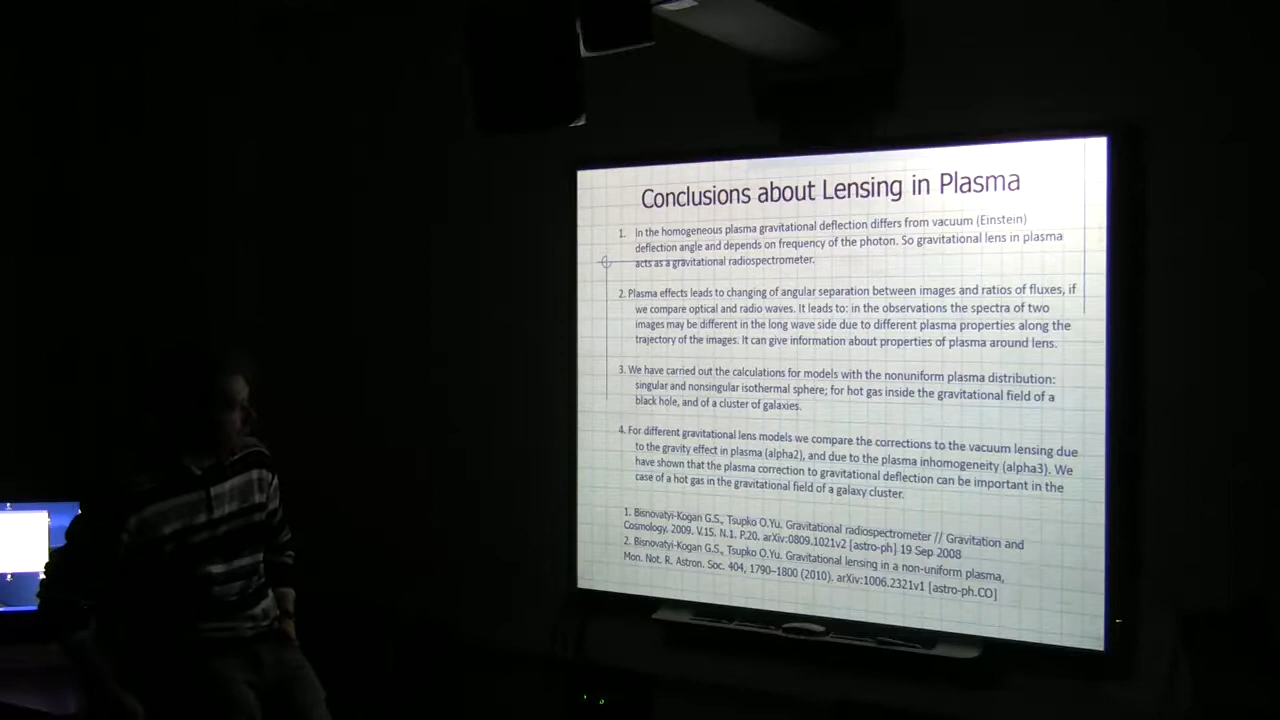 Conclusions about Lensing in Plasma
1. In the homogeneous plasma gravitational deflection differs from vacuum (Einstein)
deflection angle and depends on frequency of the photon. So gravitational lens in plasma
acts as a gravitational radiospectrometer.
2. Plasma effects leads to changing of angular separation between images and ratios of fluxes, if
we compare optical and radio waves. It leads to: in the observations the spectra of two
images may be different in the long wave side due to different plasma properties along the
trajectory of the images. It can give information about properties of plasma around lens.
3. We have carried out the calculations for models with the nonuniform plasma distribution:
singular and nonsingular isothermal sphere; for hot gas inside the gravitational field of a
black hole, and of a cluster of galaxies.
4. For different gravitational lens models we compare the corrections to the vacuum lensing due
to the gravity effect in plasma (alpha2), and due to the plasma inhomogeneity (alpha3). We
have shown that the plasma correction to gravitational deflection can be important in the
case of a hot gas in the gravitational field of a galaxy cluster.
1. Bisnovatyi-Kogan G.S., Tsupko O.Yu. Gravitational radiospectrometer // Gravitation and
Cosmology. 2009. V.15. N.1. P.20. arXiv:0809.1021v2 [astro-ph] 19 Sep 2008
2. Bisnovatyi-Kogan G.S., Tsupko O.Yu. Gravitational lensing in a non-uniform plasma,
Mon. Not. R. Astron. Soc. 404, 1790–1800 (2010). arXiv:1006.2321v1 [astro-ph.CO]